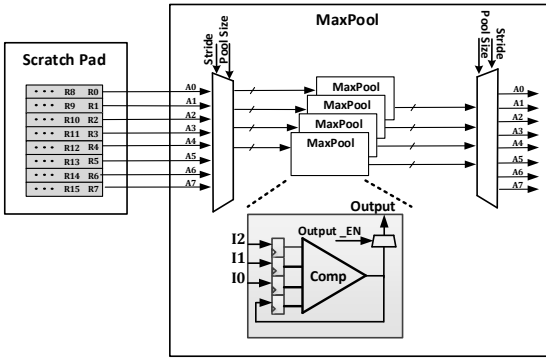 MaxPool
Scratch Pad
Stride
Pool Size
Pool Size
Stride
··· R8 R0
··· R9 R1
··· R10 R2
··· R11 R3
··· R12 R4
··· R13 R5
··· R14 R6
··· R15 R7
A0
A1
A2
A3
A4
A5
A6
A7
MaxPool
MaxPool
MaxPool
MaxPool
A0
A1
A2
A3
A4
A5
A6
A7
Output
Output _EN
I2
I1
I0
Comp